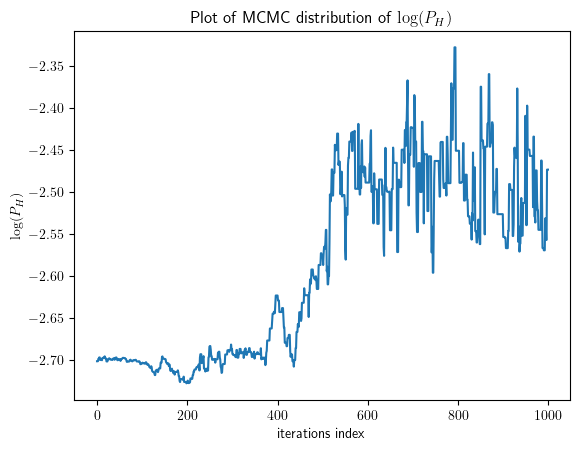 Plot of MCMC distribution of log(P_H)
log(P_H)
−2.35
−2.40
−2.45
−2.50
−2.55
−2.60
−2.65
−2.70
0 200 400 600 800 1000
iterations index